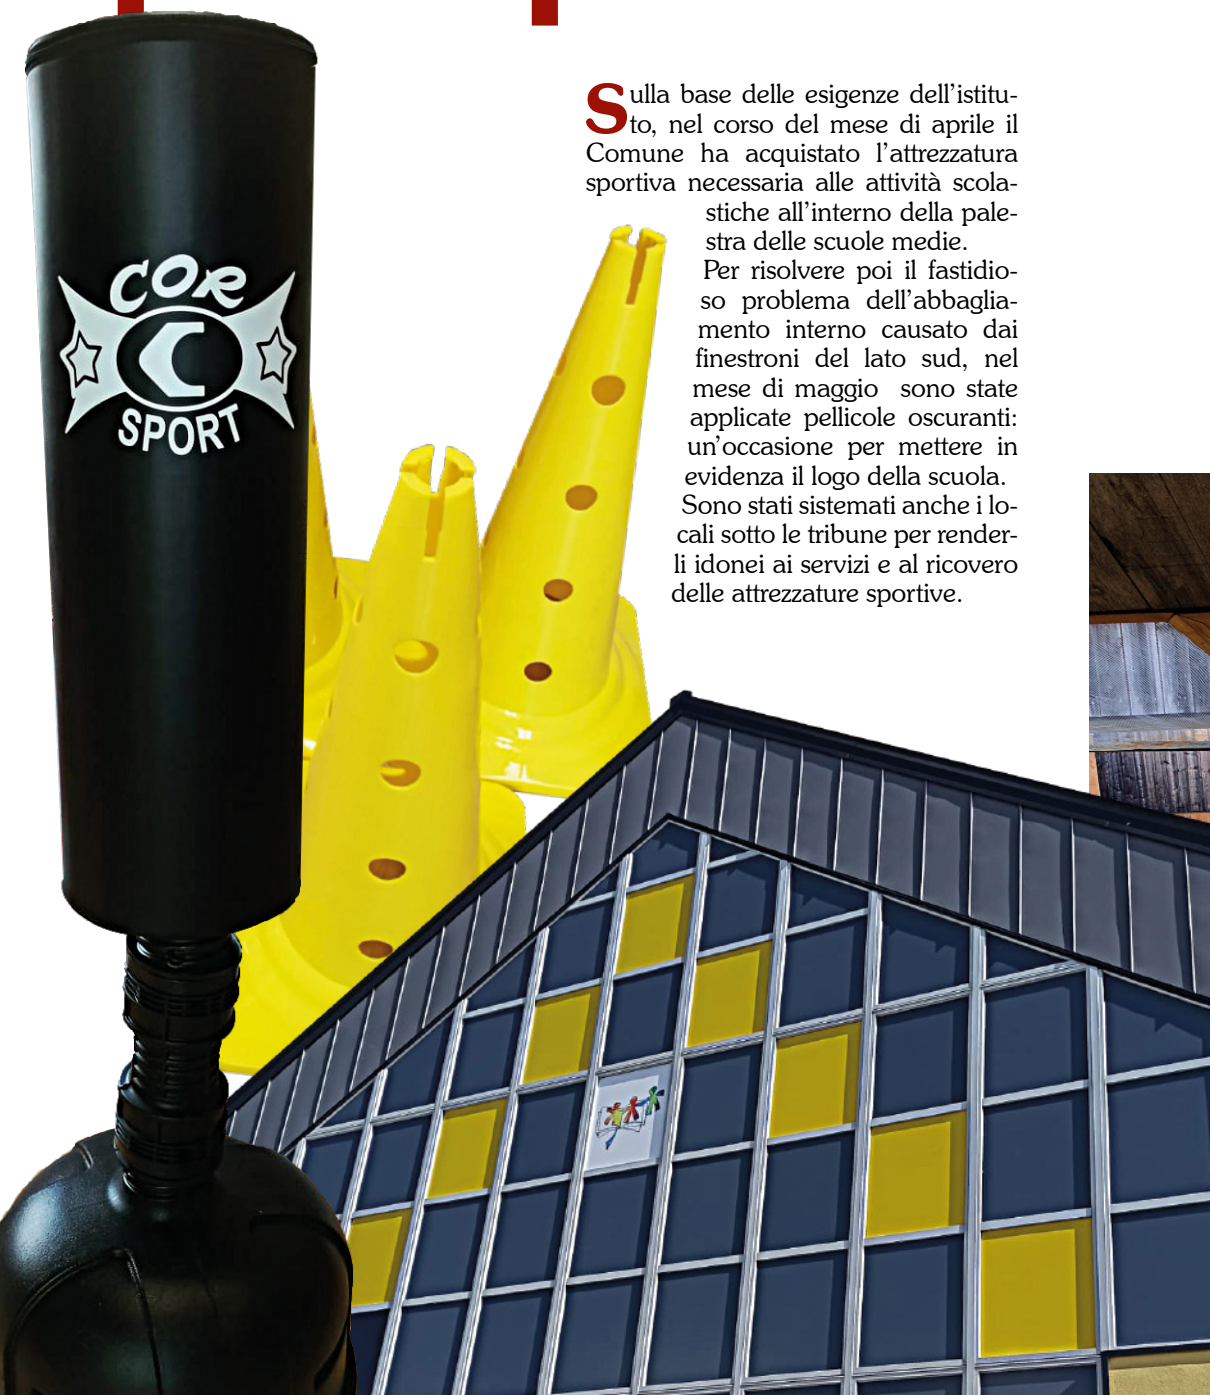 COR
SPORT
Sulla base delle esigenze dell'istitu-
to, nel corso del mese di aprile il
Comune ha acquistato l'attrezzatura
sportiva necessaria alle attività scola-
stiche all'interno della pale-
stra delle scuole medie.
Per risolvere poi il fastidio-
so problema dell'abbaglia-
mento interno causato dai
finestroni del lato sud, nel
mese di maggio sono state
applicate pellicole oscuranti:
un'occasione per mettere in
evidenza il logo della scuola.
Sono stati sistemati anche i lo-
cali sotto le tribune per render-
li idonei ai servizi e al ricovero
delle attrezzature sportive.